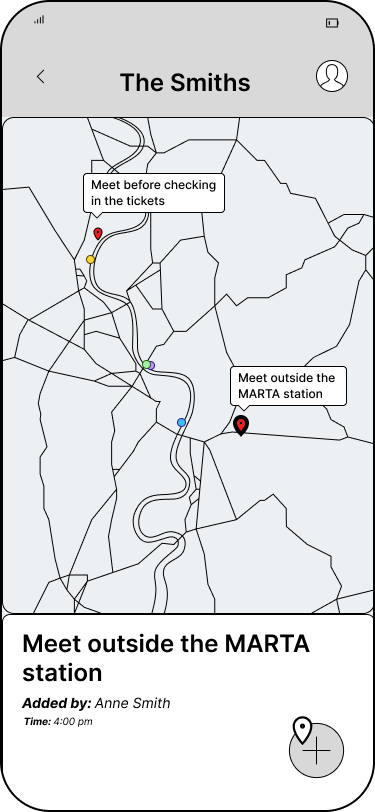 The Smiths
Meet before checking
in the tickets
Meet outside the
MARTA station
Meet outside the MARTA
station
Added by: Anne Smith
Time: 4:00 pm